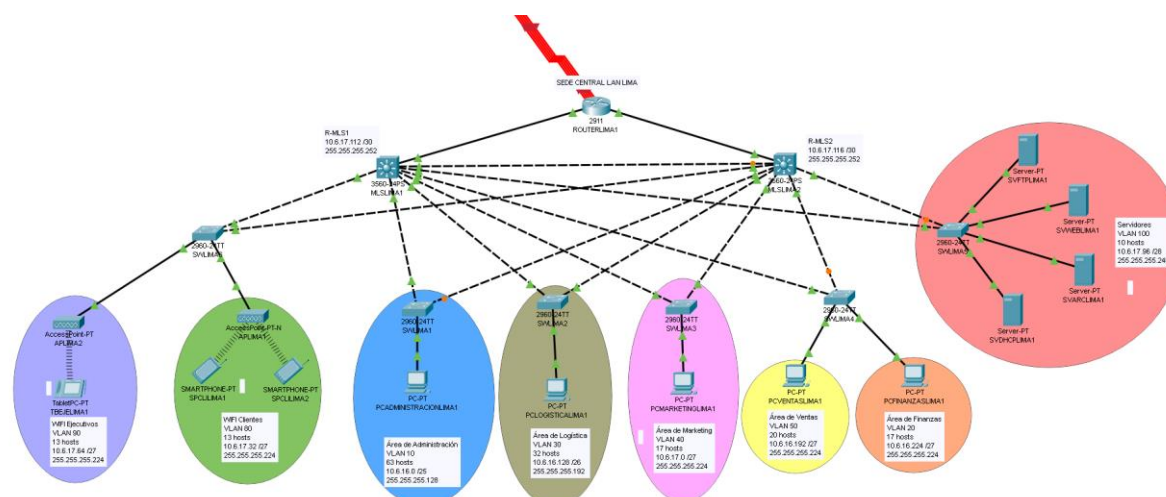 SEDE CENTRAL LAN LIMA
2911
ROUTERLIMA1
R-MLS1
10.6.17.112 /30
255.255.255.252
3560-24PS
MLSLIMA1
R-MLS2
10.6.17.116 /30
255.255.255.252
3560-24PS
MLSLIMA2
2960-24TT
AccessPoint-PT
APLIMA2
TabletPC-PT
TBEJELIMA1
WIFI Ejecutivos
VLAN 90
13 hosts
10.6.17.64 /27
255.255.255.224
AccessPoint-PT-N
APLIMA1
SMARTPHONE-PT
SPCLILIMA1
SMARTPHONE-PT
SPCLILIMA2
WIFI Clientes
VLAN 80
13 hosts
10.6.17.32 /27
255.255.255.224
2960-24TT
SWLIMA1
PC-PT
PCADMINISTRACIONLIMA1
Área de Administración
VLAN 10
63 hosts
10.6.16.0 /25
255.255.255.128
2960-24TT
SWLIMA2
PC-PT
PCLOGISTICALIMA1
Área de Logística
VLAN 30
32 hosts
10.6.16.128 /26
255.255.255.192
2960-24TT
SWLIMA3
PC-PT
PCMARKETINGLIMA1
Área de Marketing
VLAN 40
17 hosts
10.6.17.0 /27
255.255.255.224
2960-24TT
SWLIMA4
PC-PT
PCVENTASLIMA1
Área de Ventas
VLAN 50
20 hosts
10.6.16.192 /27
255.255.255.224
PC-PT
PCFINANZASLIMA1
Área de Finanzas
VLAN 20
17 hosts
10.6.16.224 /27
255.255.255.224
2960-24TT
SWLIMA5
Server-PT
SVFTPLIMA1
Server-PT
SVWEBLIMA1
Server-PT
SVARCLIMA1
Server-PT
SVDHCPLIMA1
Servidores
VLAN 100
10 hosts
10.6.17.96 /28
255.255.255.240